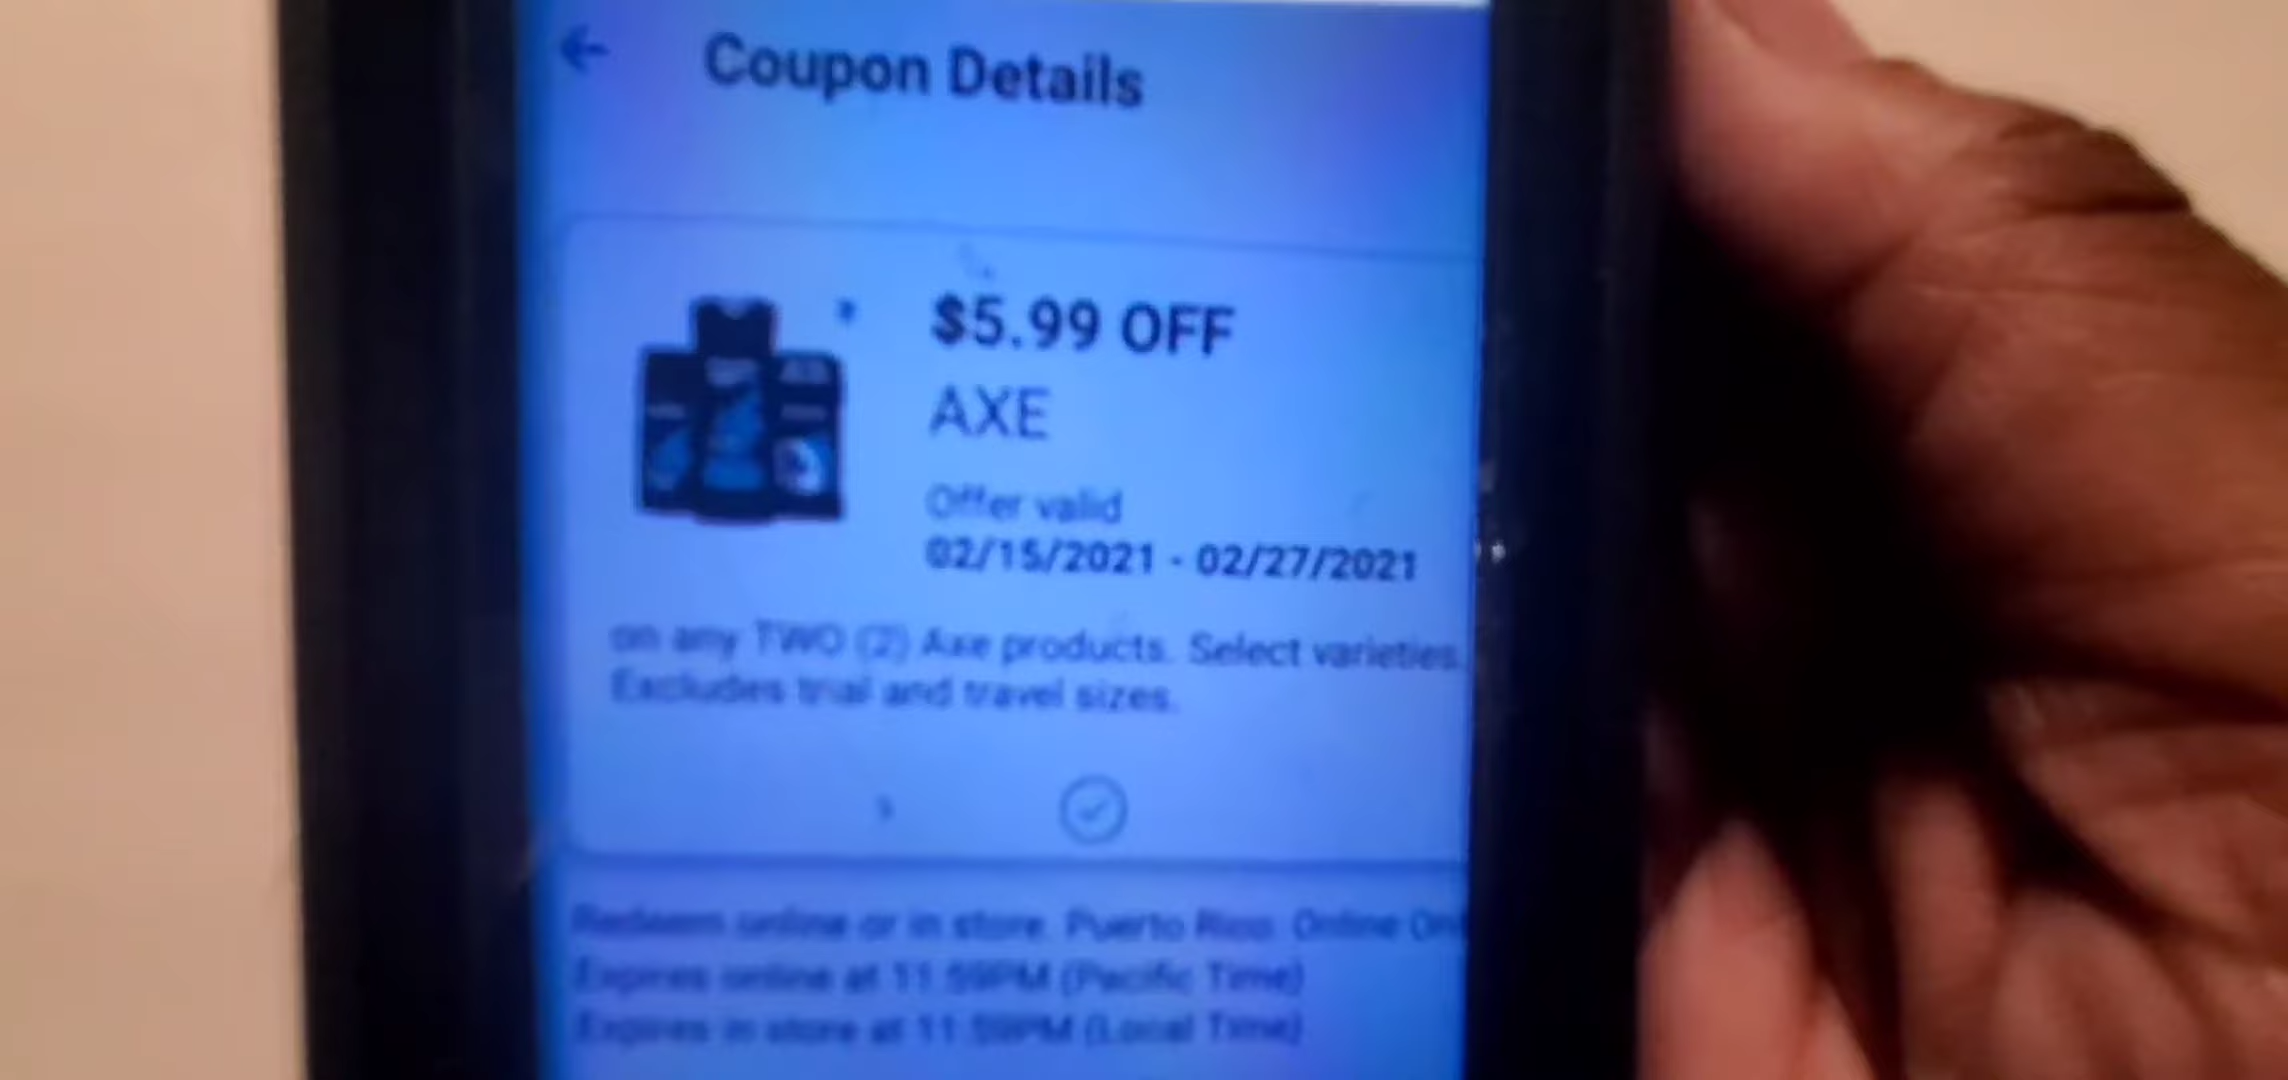 Coupon Details
$5.99 OFF
AXE
Offer valid
02/15/2021 - 02/27/2021
on any TWO (2) Axe products. Select varieties.
Excludes trial and travel sizes.
Redeem online or in store. Puerto Rico: Online On
Expires online at 11:59PM (Pacific Time)
Expires in store at 11:59PM (Local Time)